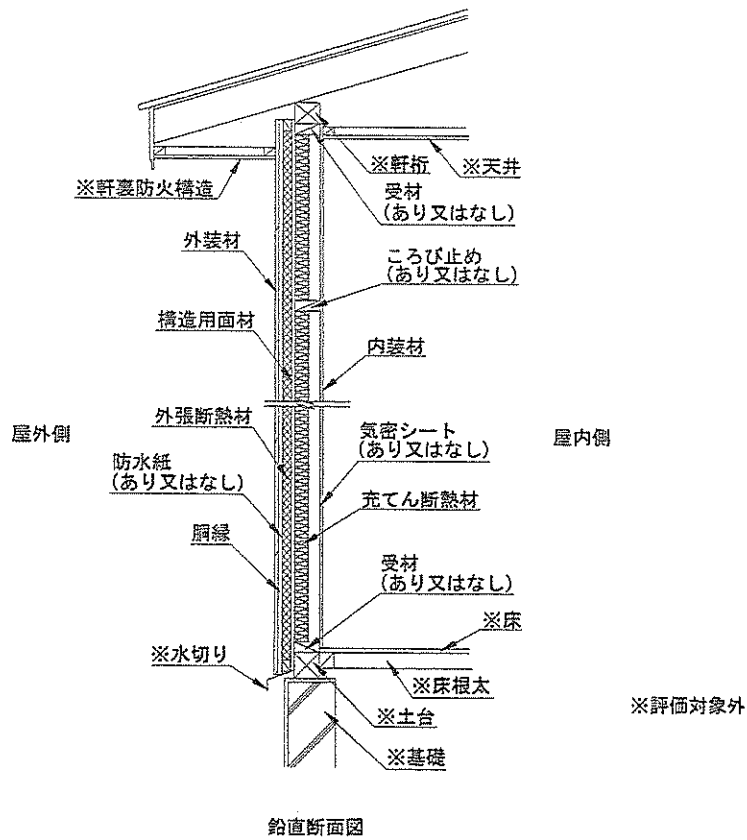 ※軒桁
※天井
※軒裏防火構造
受材
(あり又はなし)
外装材
ころび止め
(あり又はなし)
構造用面材
内装材
外張断熱材
屋外側
気密シート
(あり又はなし)
屋内側
防水紙
(あり又はなし)
充てん断熱材
胴縁
受材
(あり又はなし)
※床
※水切り
※床根太
※土台
※評価対象外
※基礎
鉛直断面図